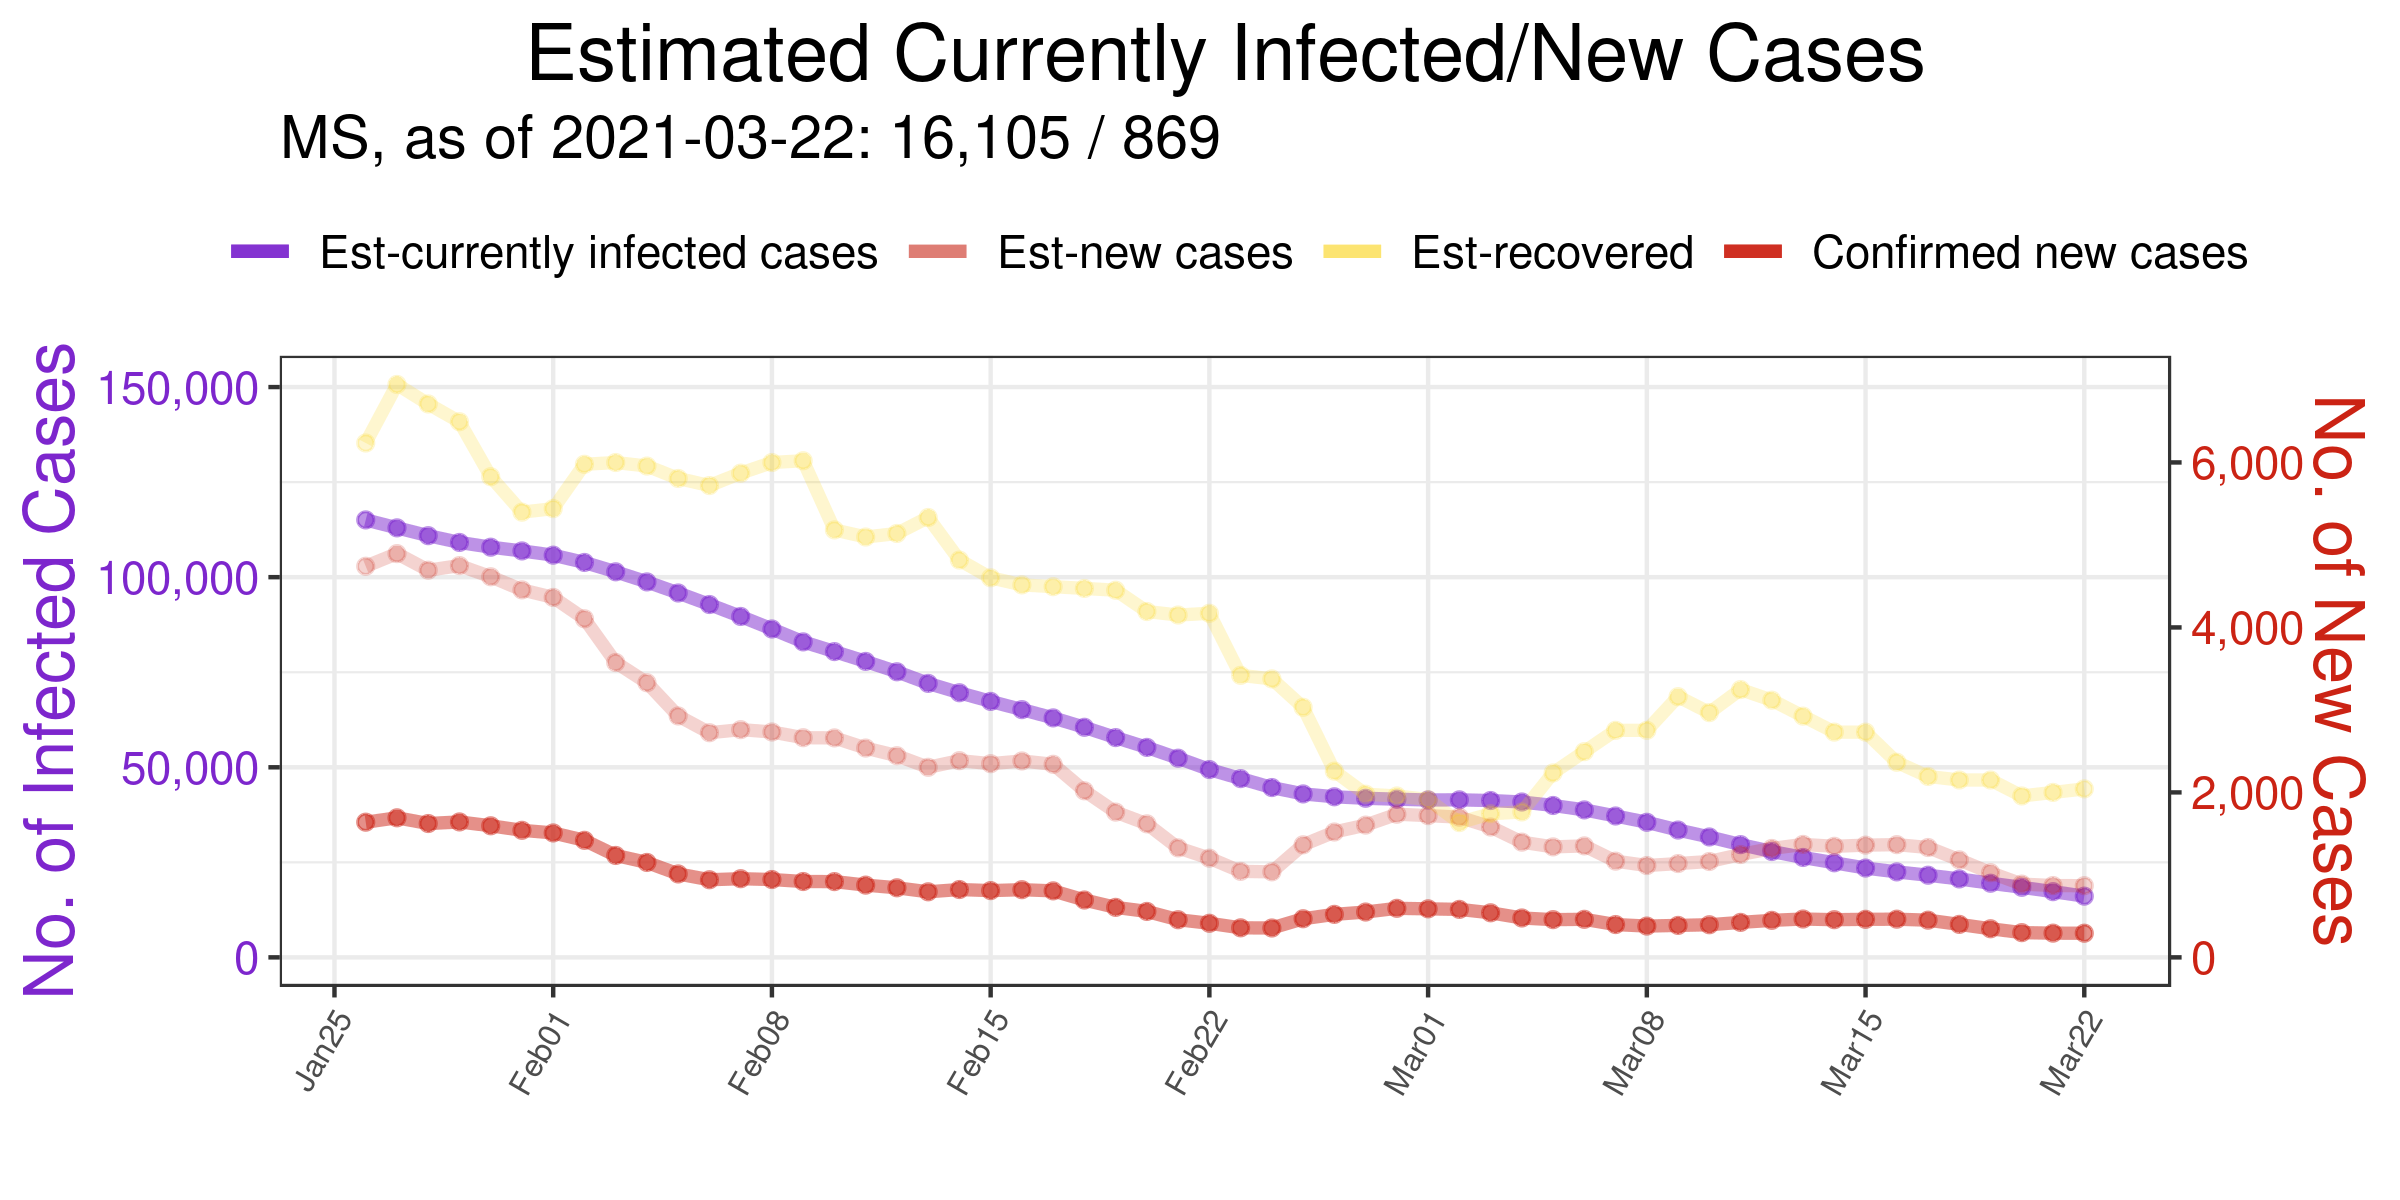 Estimated Currently Infected/New Cases
MS, as of 2021-03-22: 16,105 / 869
Est-currently infected cases Est-new cases Est-recovered Confirmed new cases
No. of Infected Cases
150,000
100,000
50,000
0
6,000
4,000
2,000
0
No. of New Cases
Jan25 Feb01 Feb08 Feb15 Feb22 Mar01 Mar08 Mar15 Mar22